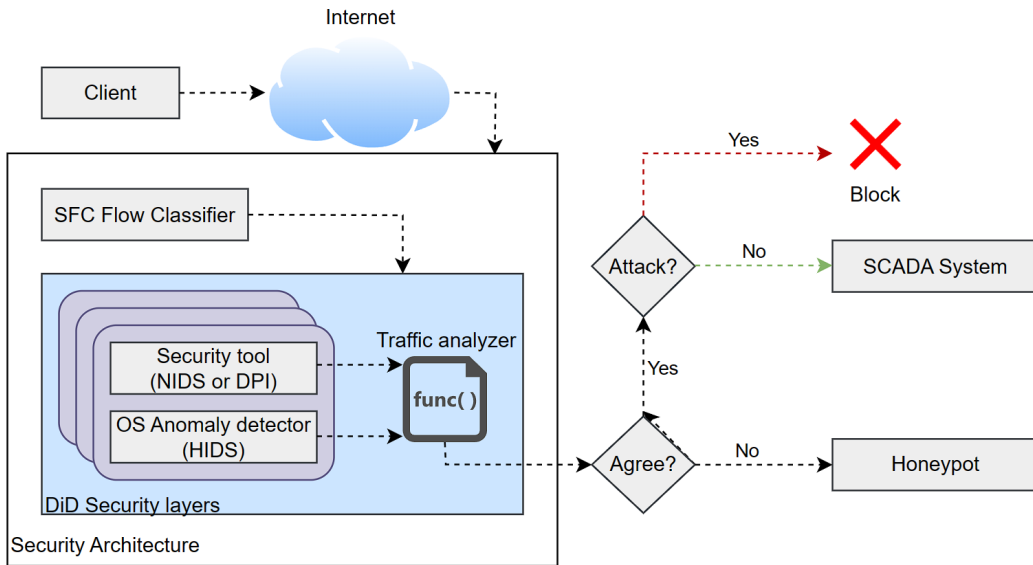 Internet
Client
SFC Flow Classifier
Traffic analyzer
Security tool
(NIDS or DPI)
func( )
OS Anomaly detector
(HIDS)
DiD Security layers
Security Architecture
Yes
Block
Attack?
No
SCADA System
Yes
Agree?
No
Honeypot